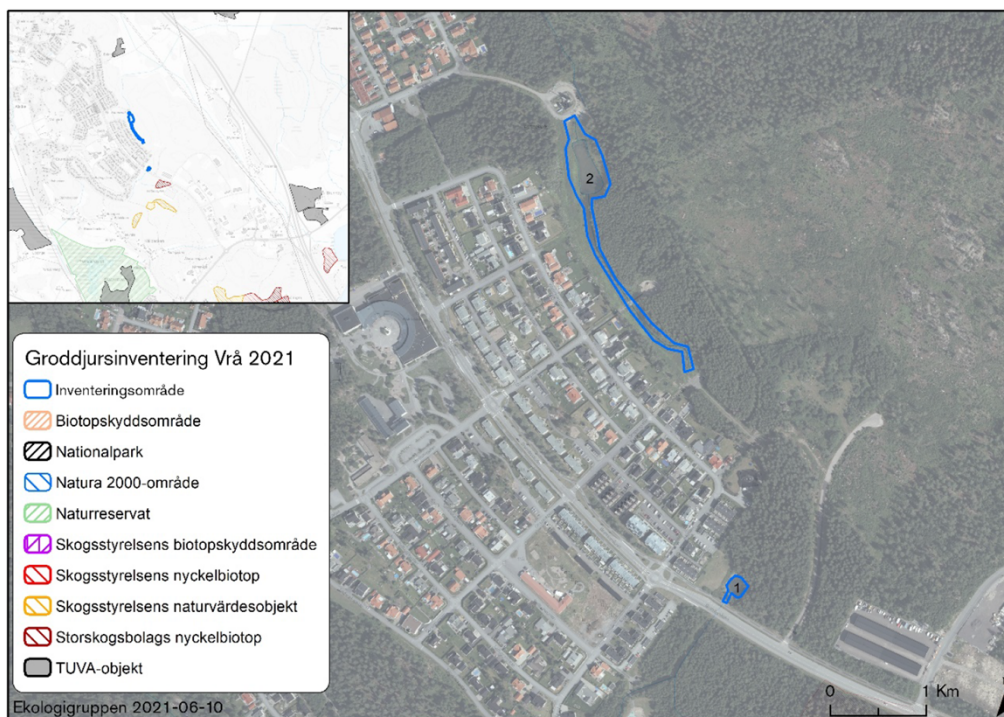 2
Groddjursinventering Vrå 2021
Inventeringsområde
Biotopskyddsområde
Nationalpark
Natura 2000-område
Naturreservat
Skogsstyrelsens biotopskyddsområde
Skogsstyrelsens nyckelbiotop
Skogsstyrelsens naturvärdesobjekt
Storskogsbolags nyckelbiotop
TUVA-objekt
1
0 1 Km
Ekologigruppen 2021-06-10